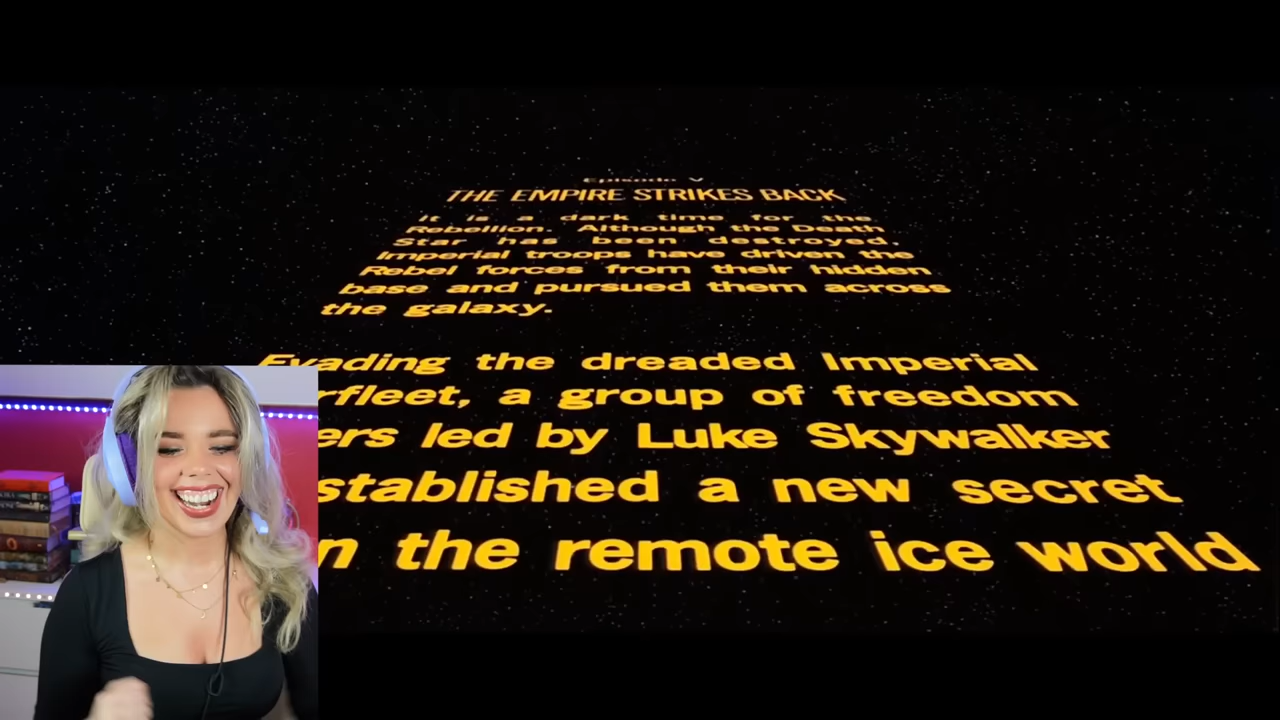 Episode V
THE EMPIRE STRIKES BACK
It is a dark time for the
Rebellion. Although the Death
Star has been destroyed,
Imperial troops have driven the
Rebel forces from their hidden
base and pursued them across
the galaxy.
Evading the dreaded Imperial
rfleet, a group of freedom
ers led by Luke Skywalker
stablished a new secret
n the remote ice world